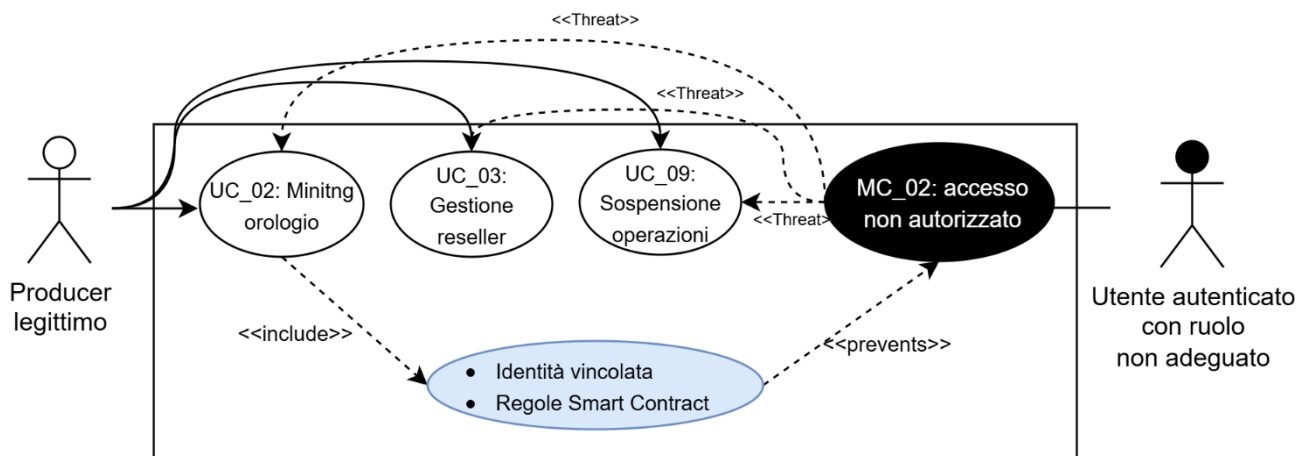 <<Threat>>
<<Threat>>
UC_02: Minitng
orologio
UC_03:
Gestione
reseller
UC_09:
Sospensione
operazioni
<<Threat>
MC_02: accesso
non autorizzato
Producer
legittimo
Utente autenticato
con ruolo
non adeguato
<<include>>
<<prevents>>
• Identità vincolata
• Regole Smart Contract